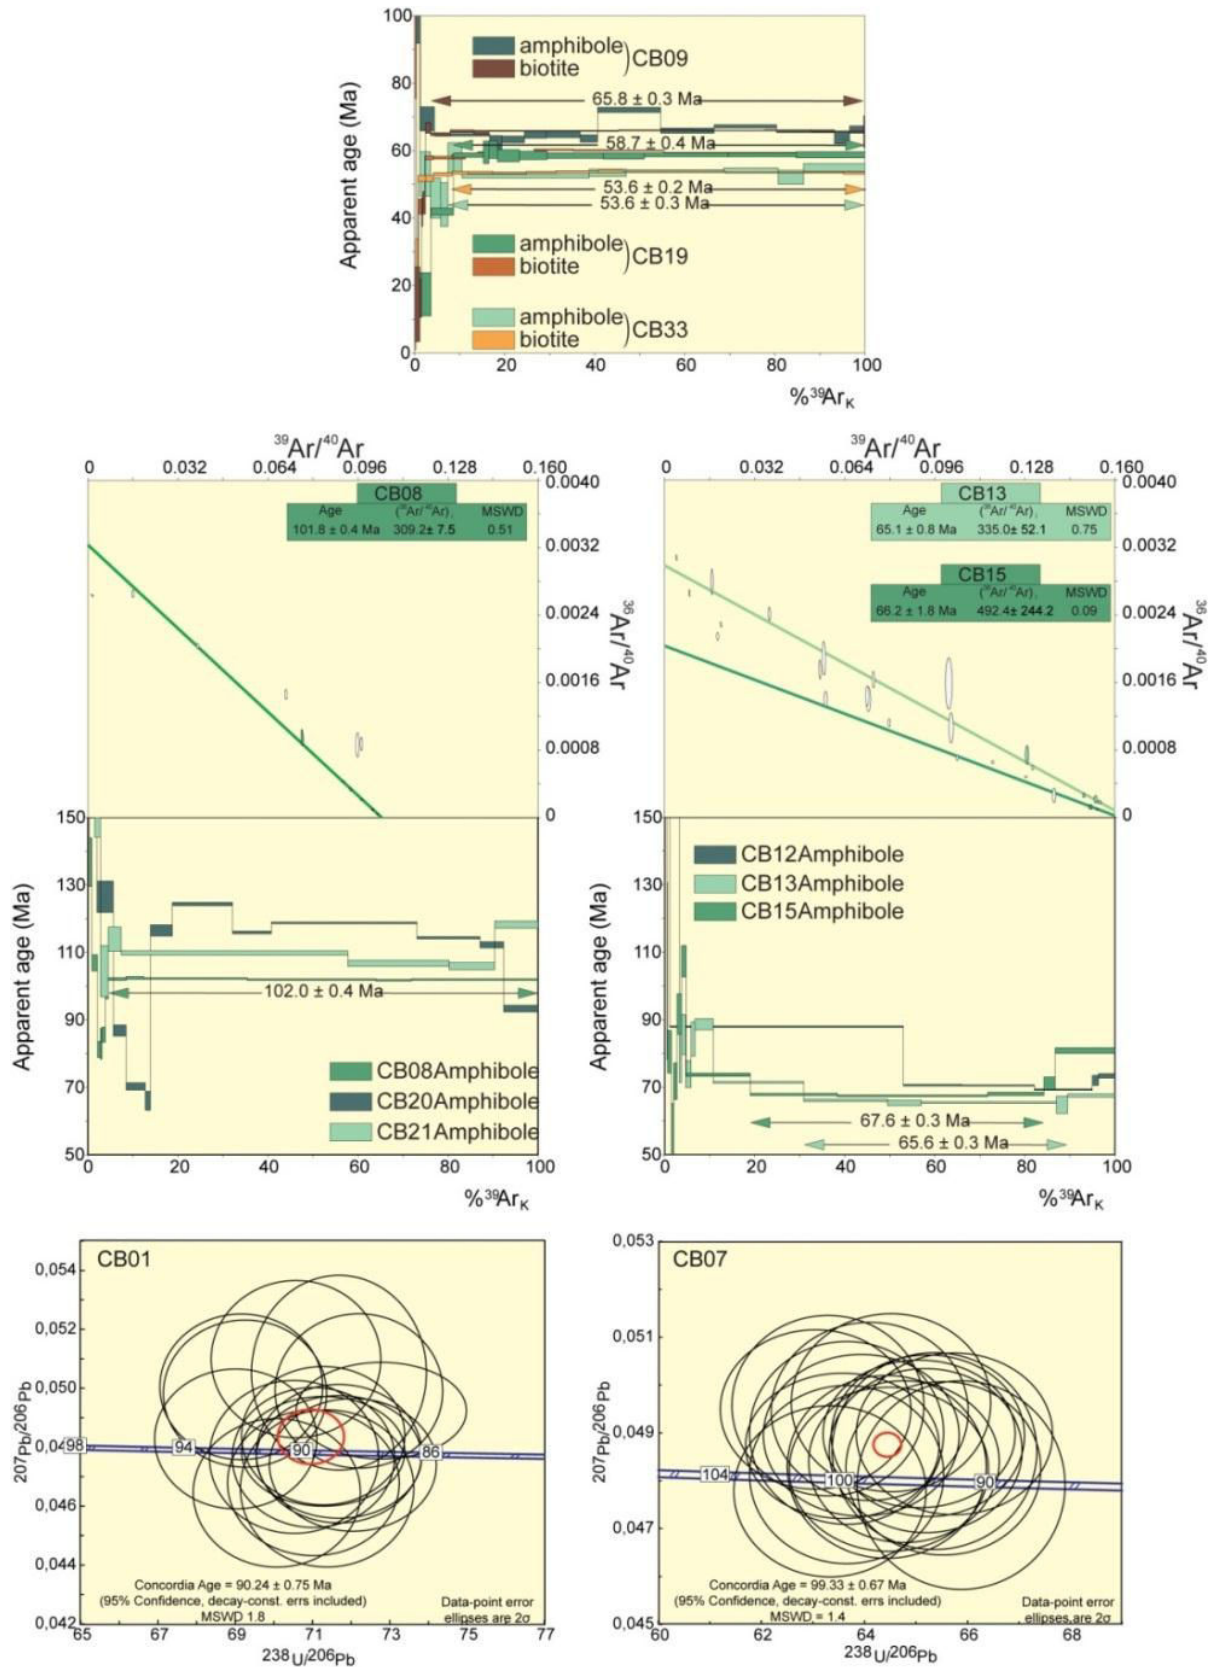 100
80
60
40
20
0
Apparent age (Ma)
amphibole
biotite
)CB09
65.8 ± 0.3 Ma
58.7 ± 0.4 Ma
53.6 ± 0.2 Ma
53.6 ± 0.3 Ma
amphibole
biotite
)CB19
amphibole
biotite
)CB33
0 20 40 60 80 100
%³⁹Arₖ
³⁹Ar/⁴⁰Ar
0 0.032 0.064 0.096 0.128 0.160
CB08
Age MSWD
101.8 ± 0.4 Ma 309.2± 7.5 0.51
0.0040
0.0032
0.0024
0.0016
0.0008
0
³⁶Ar/⁴⁰Ar
150
130
110
90
70
50
Apparent age (Ma)
102.0 ± 0.4 Ma
CB08Amphibole
CB20Amphibole
CB21Amphibole
0 20 40 60 80 100
%³⁹Arₖ
³⁹Ar/⁴⁰Ar
0 0.032 0.064 0.096 0.128 0.160
CB13
Age MSWD
65.1 ± 0.8 Ma 335.0± 52.1 0.75
CB15
Age MSWD
66.2 ± 1.8 Ma 492.4± 244.2 0.09
0.0040
0.0032
0.0024
0.0016
0.0008
0
³⁶Ar/⁴⁰Ar
150
130
110
90
70
50
Apparent age (Ma)
CB12Amphibole
CB13Amphibole
CB15Amphibole
67.6 ± 0.3 Ma
65.6 ± 0.3 Ma
0 20 40 60 80 100
%³⁹Arₖ
CB01
0,054
0,052
0,050
0,046
0,044
0,042
207Pb/206Pb
98 94 90 86
Concordia Age = 90.24 ± 0.75 Ma
(95% Confidence, decay-const. errs included)
MSWD 1.8
Data-point error
ellipses are 2σ
65 67 69 71 73 75 77
238U/206Pb
CB07
0,053
0,051
0,049
0,047
0,045
207Pb/206Pb
104 100 90
Concordia Age = 99.33 ± 0.67 Ma
(95% Confidence, decay-const. errs included)
MSWD = 1.4
Data-point error
ellipses are 2σ
60 62 64 66 68
238U/206Pb